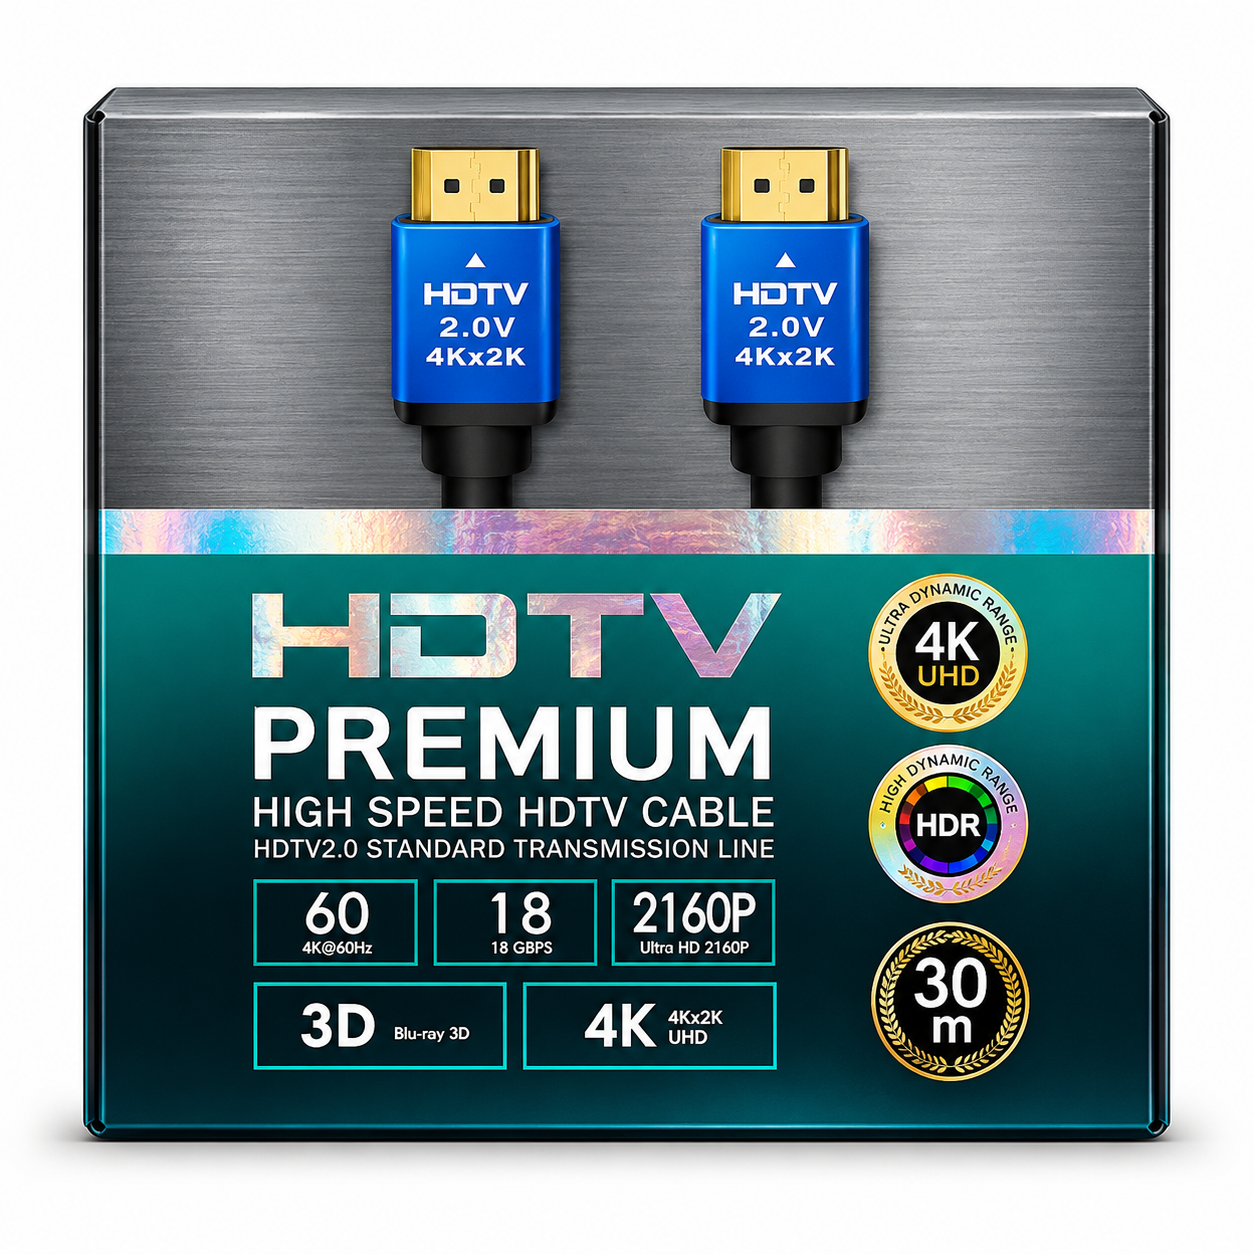 HDTV
2.0V
4Kx2K
HDTV
2.0V
4Kx2K
HDTV
PREMIUM
HIGH SPEED HDTV CABLE
HDTV2.0 STANDARD TRANSMISSION LINE
60
4K@60Hz
18
18 GBPS
2160P
Ultra HD 2160P
3D
Blu-ray 3D
4K
4Kx2K
UHD
ULTRA DYNAMIC RANGE
4K
UHD
HIGH DYNAMIC RANGE
HDR
30
m